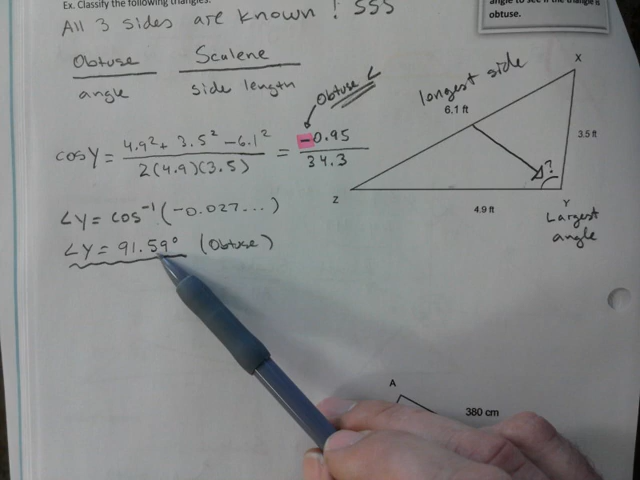 Ex. Classify the following triangles.
angle to see if the triangle is
obtuse.
All 3 sides are known ! SSS
Obtuse Scalene
angle side length
Obtuse ∠
cosY = 4.9² + 3.5² - 6.1² / 2(4.9)(3.5) = -0.95 / 34.3
∠Y = cos⁻¹(-0.027...)
∠Y = 91.59° (Obtuse)
longest side
6.1 ft
X
3.5 ft
?
Z
4.9 ft
Y
Largest
angle
A
380 cm